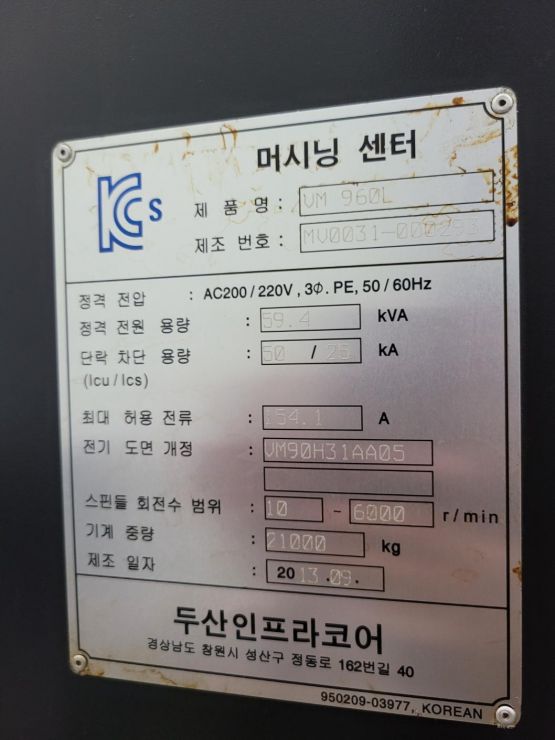 머시닝 센터
KCs
제 품 명 : VM 960L
제조 번호 : MV0031-000293
정격 전압 : AC200 / 220V , 3Φ. PE, 50 / 60Hz
정격 전원 용량 : 59.4 kVA
단락 차단 용량 : 50 / 25 kA
(Icu / Ics)
최대 허용 전류 : 154.1 A
전기 도면 개정 : VM90H31AA05
스핀들 회전수 범위 : 10 ~ 6000 r / min
기계 중량 : 21000 kg
제조 일자 : 2013.09.
두산인프라코어
경상남도 창원시 성산구 정동로 162번길 40
950209-03977, KOREAN